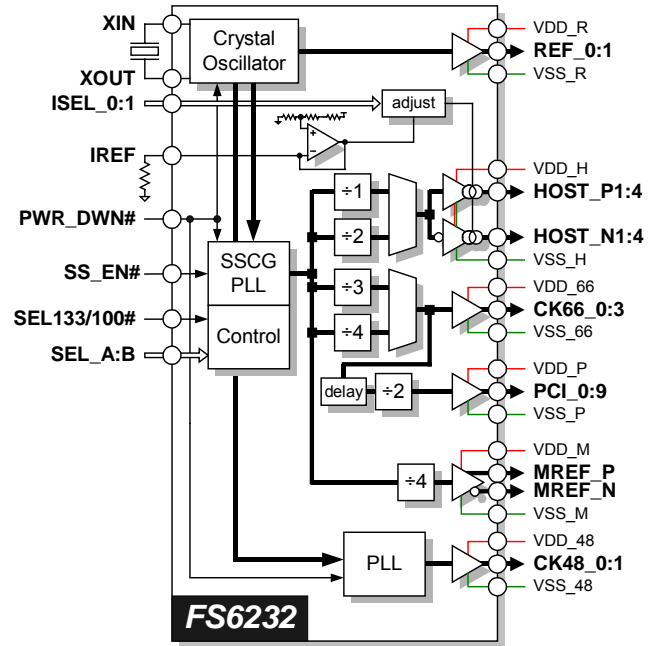 XIN
XOUT
ISEL_0:1
IREF
PWR_DWN#
SS_EN#
SEL133/100#
SEL_A:B
Crystal
Oscillator
adjust
+
−
÷1
÷2
SSCG
PLL
Control
÷3
÷4
delay
÷2
÷4
PLL
VDD_R
REF_0:1
VSS_R
VDD_H
HOST_P1:4
HOST_N1:4
VSS_H
VDD_66
CK66_0:3
VSS_66
VDD_P
PCI_0:9
VSS_P
VDD_M
MREF_P
MREF_N
VSS_M
VDD_48
CK48_0:1
VSS_48
FS6232